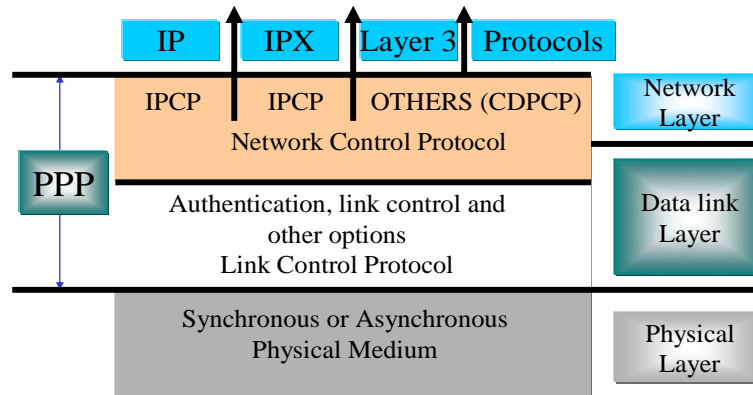 IP IPX Layer 3 Protocols
IPCP IPCP OTHERS (CDPCP)
Network Control Protocol
Network
Layer
PPP
Authentication, link control and
other options
Link Control Protocol
Data link
Layer
Synchronous or Asynchronous
Physical Medium
Physical
Layer